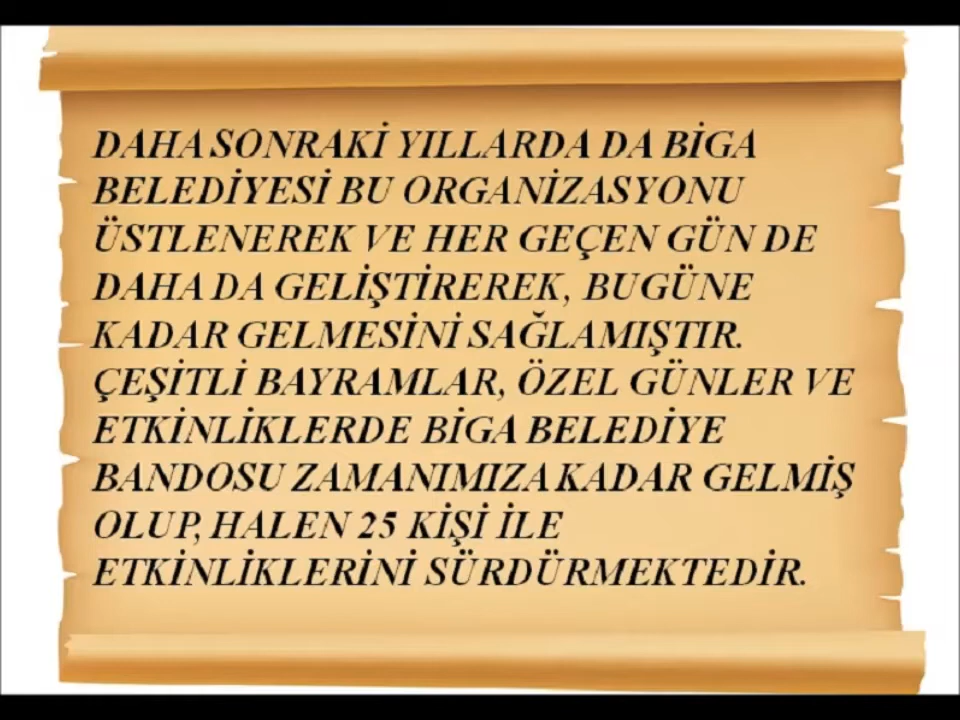 DAHA SONRAKİ YILLARDA DA BİGA
BELEDİYESİ BU ORGANİZASYONU
ÜSTLENEREK VE HER GEÇEN GÜN DE
DAHA DA GELİŞTİREREK, BUGÜNE
KADAR GELMESİNİ SAĞLAMIŞTIR.
ÇEŞİTLİ BAYRAMLAR, ÖZEL GÜNLER VE
ETKİNLİKLERDE BİGA BELEDİYE
BANDOSU ZAMANIMIZA KADAR GELMİŞ
OLUP, HALEN 25 KİŞİ İLE
ETKİNLİKLERİNİ SÜRDÜRMEKTEDİR.